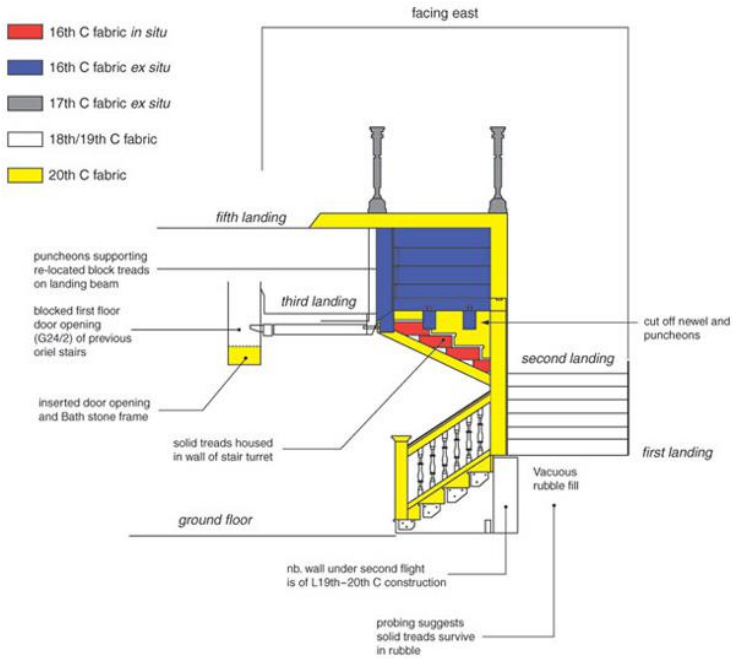 facing east
16th C fabric in situ
16th C fabric ex situ
17th C fabric ex situ
18th/19th C fabric
20th C fabric
fifth landing
puncheons supporting
re-located block treads
on landing beam
third landing
blocked first floor
door opening
(G24/2) of previous
oriel stairs
cut off newel and
puncheons
second landing
inserted door opening
and Bath stone frame
solid treads housed
in wall of stair turret
first landing
Vacuous
rubble fill
ground floor
nb. wall under second flight
is of L19th–20th C construction
probing suggests
solid treads survive
in rubble